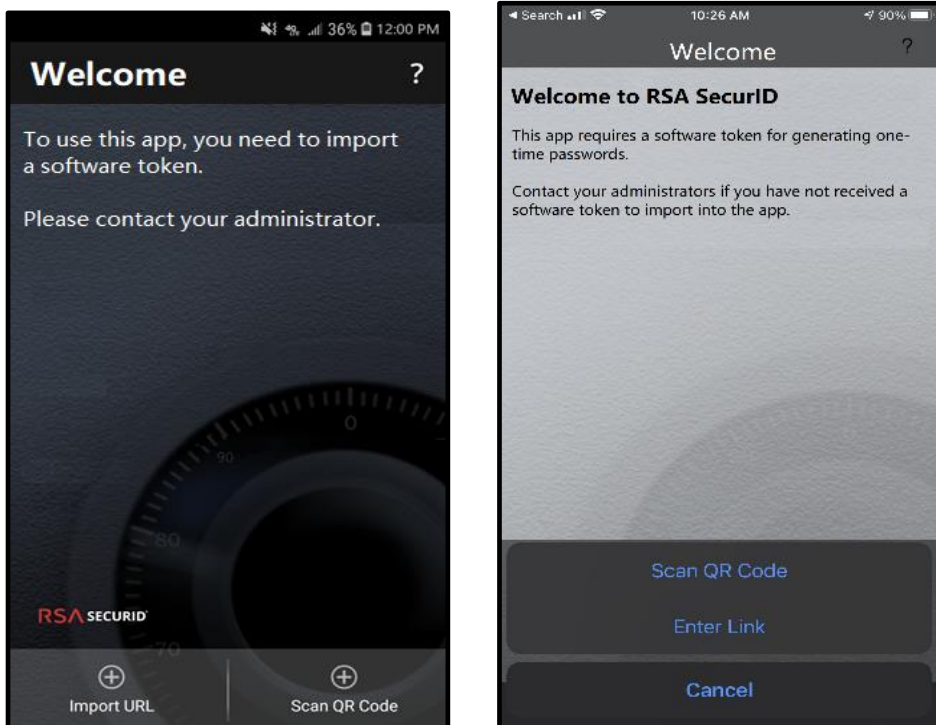 36% 12:00 PM
Welcome ?
To use this app, you need to import
a software token.
Please contact your administrator.
0
90
80
70
RSA SECURID
Import URL
Scan QR Code
Search 10:26 AM 90%
Welcome ?
Welcome to RSA SecurID
This app requires a software token for generating one-
time passwords.
Contact your administrators if you have not received a
software token to import into the app.
Scan QR Code
Enter Link
Cancel